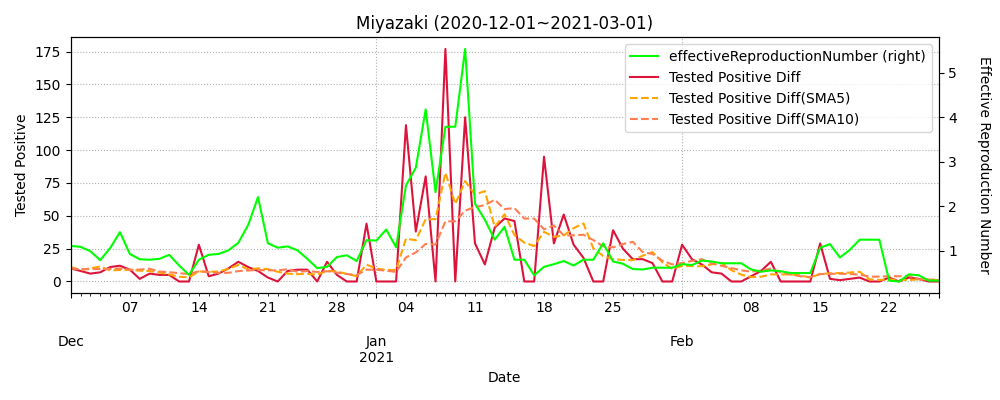 Miyazaki (2020-12-01~2021-03-01)
effectiveReproductionNumber (right)
Tested Positive Diff
Tested Positive Diff(SMA5)
Tested Positive Diff(SMA10)
Tested Positive
175
150
125
100
75
50
25
0
5
4
3
2
1
Effective Reproduction Number
07 14 21 28 04 11 18 25 08 15 22
Dec Jan Feb
2021
Date